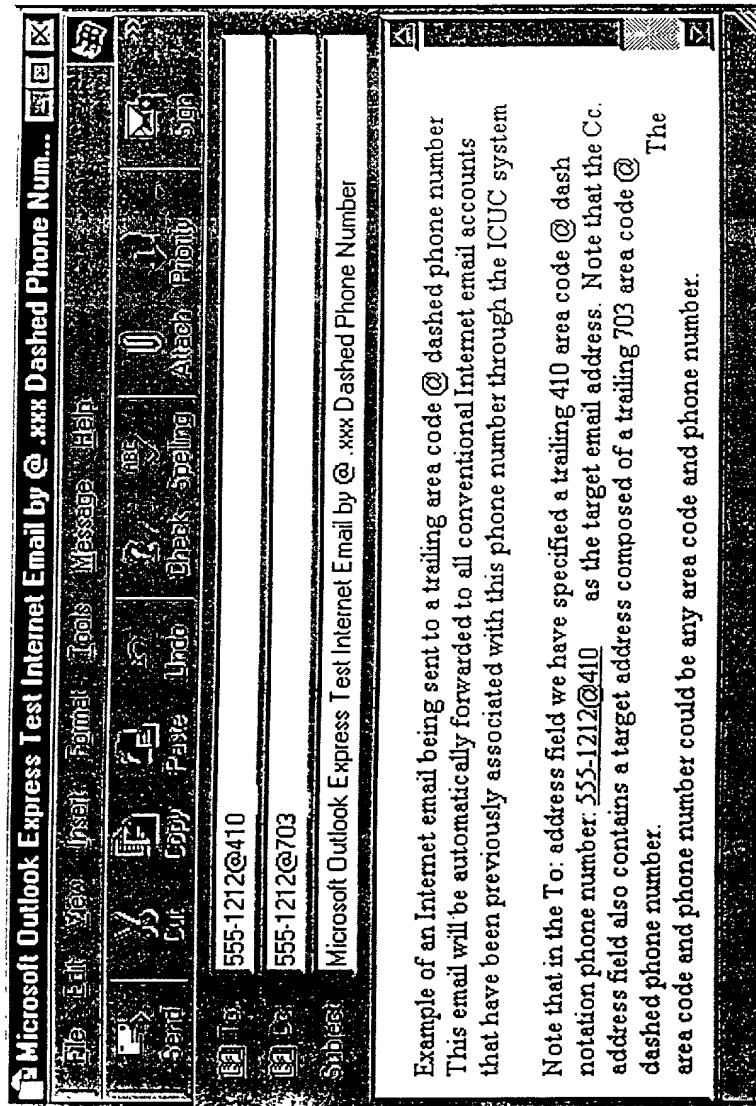 Microsoft Outlook Express Test Internet Email by @ .xxx Dashed Phone Num...
File Edit View Insert Format Tools Message Help
Send Cut Copy Paste Undo Check Spelling Attach Priority Sign
To: 555-1212@410
Cc: 555-1212@703
Subject: Microsoft Outlook Express Test Internet Email by @ .xxx Dashed Phone Number
Example of an Internet email being sent to a trailing area code @ dashed phone number
This email will be automatically forwarded to all conventional Internet email accounts
that have been previously associated with this phone number through the ICUC system
Note that in the To: address field we have specified a trailing 410 area code @ dash
notation phone number: 555-1212@410 as the target email address. Note that the Cc.
address field also contains a target address composed of a trailing 703 area code @
dashed phone number. The
area code and phone number could be any area code and phone number.